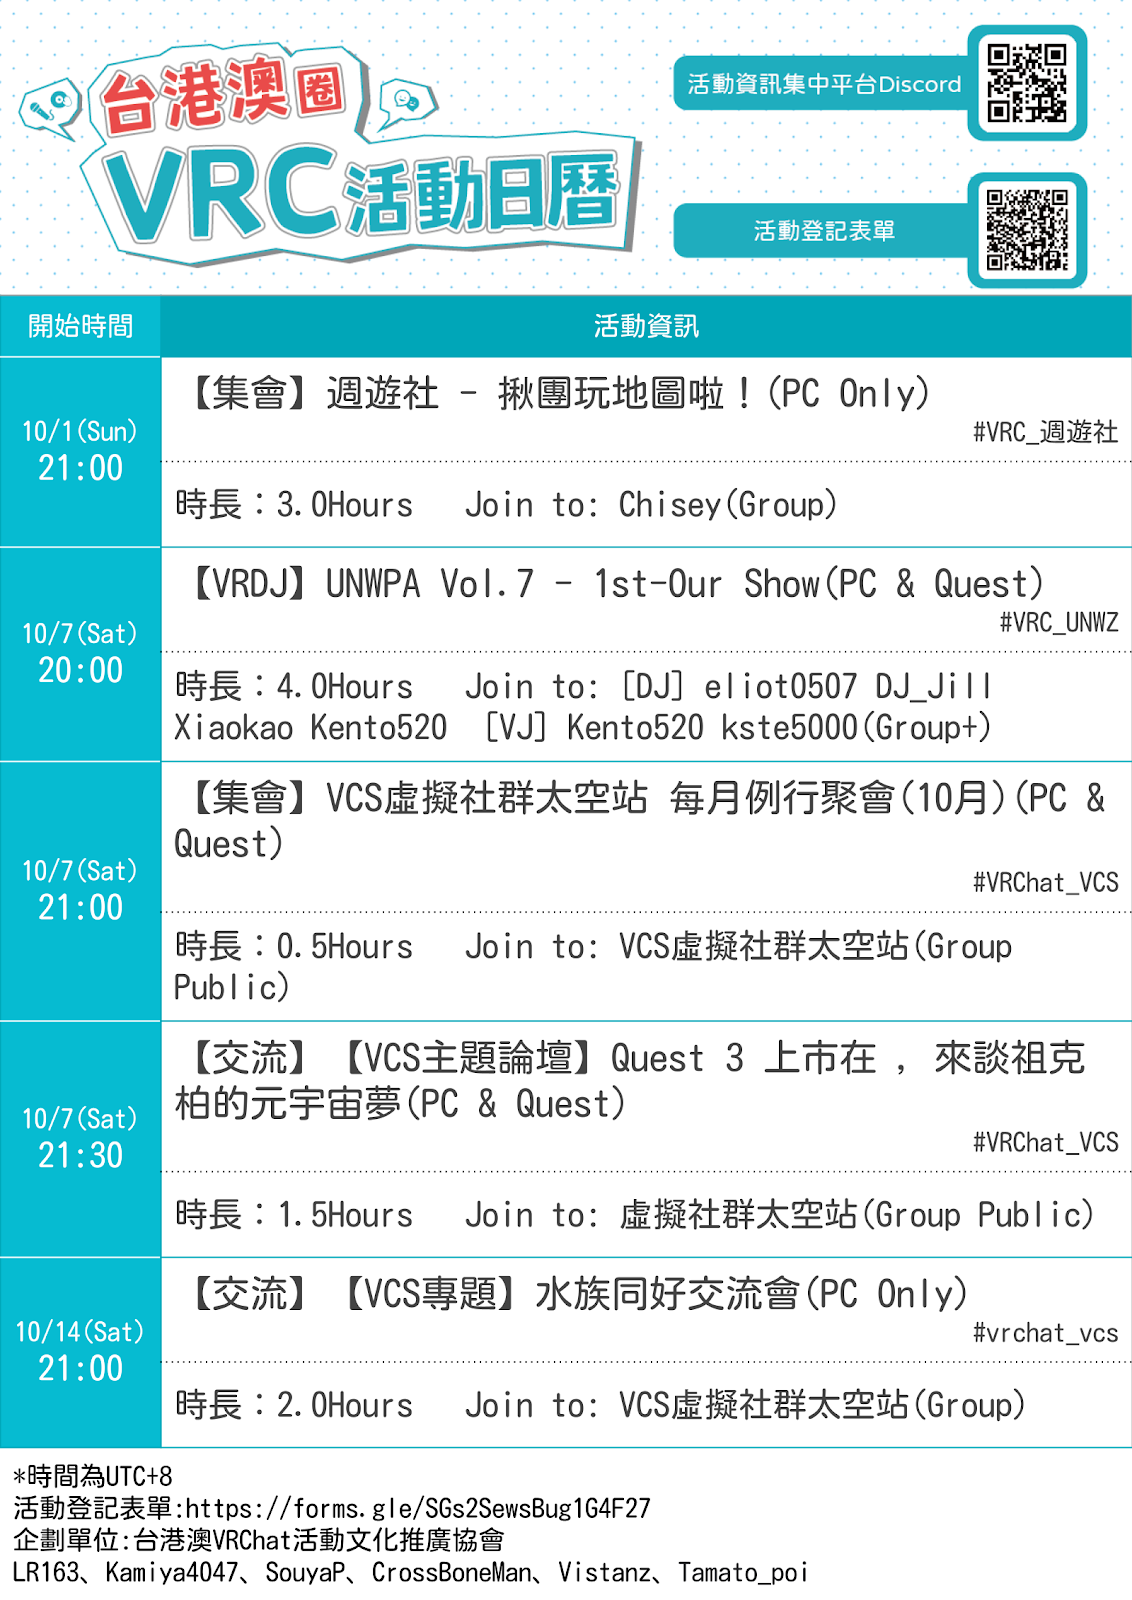 台港澳圈
VRC活動日曆
活動資訊集中平台Discord
活動登記表單
開始時間
活動資訊
10/1(Sun)
21:00
【集會】週遊社 - 揪團玩地圖啦！(PC Only)
#VRC_週遊社
時長：3.0Hours Join to: Chisey(Group)
10/7(Sat)
20:00
【VRDJ】UNWPA Vol.7 - 1st-Our Show(PC & Quest)
#VRC_UNWZ
時長：4.0Hours Join to: [DJ] eliot0507 DJ_Jill
Xiaokao Kento520 [VJ] Kento520 kste5000(Group+)
10/7(Sat)
21:00
【集會】VCS虛擬社群太空站 每月例行聚會(10月)(PC &
Quest)
#VRChat_VCS
時長：0.5Hours Join to: VCS虛擬社群太空站(Group
Public)
10/7(Sat)
21:30
【交流】【VCS主題論壇】Quest 3 上市在 , 來談祖克
柏的元宇宙夢(PC & Quest)
#VRChat_VCS
時長：1.5Hours Join to: 虛擬社群太空站(Group Public)
10/14(Sat)
21:00
【交流】【VCS專題】水族同好交流會(PC Only)
#vrchat_vcs
時長：2.0Hours Join to: VCS虛擬社群太空站(Group)
*時間為UTC+8
活動登記表單:https://forms.gle/SGs2SewsBug1G4F27
企劃單位:台港澳VRChat活動文化推廣協會
LR163、Kamiya4047、SouyaP、CrossBoneMan、Vistanz、Tamato_poi